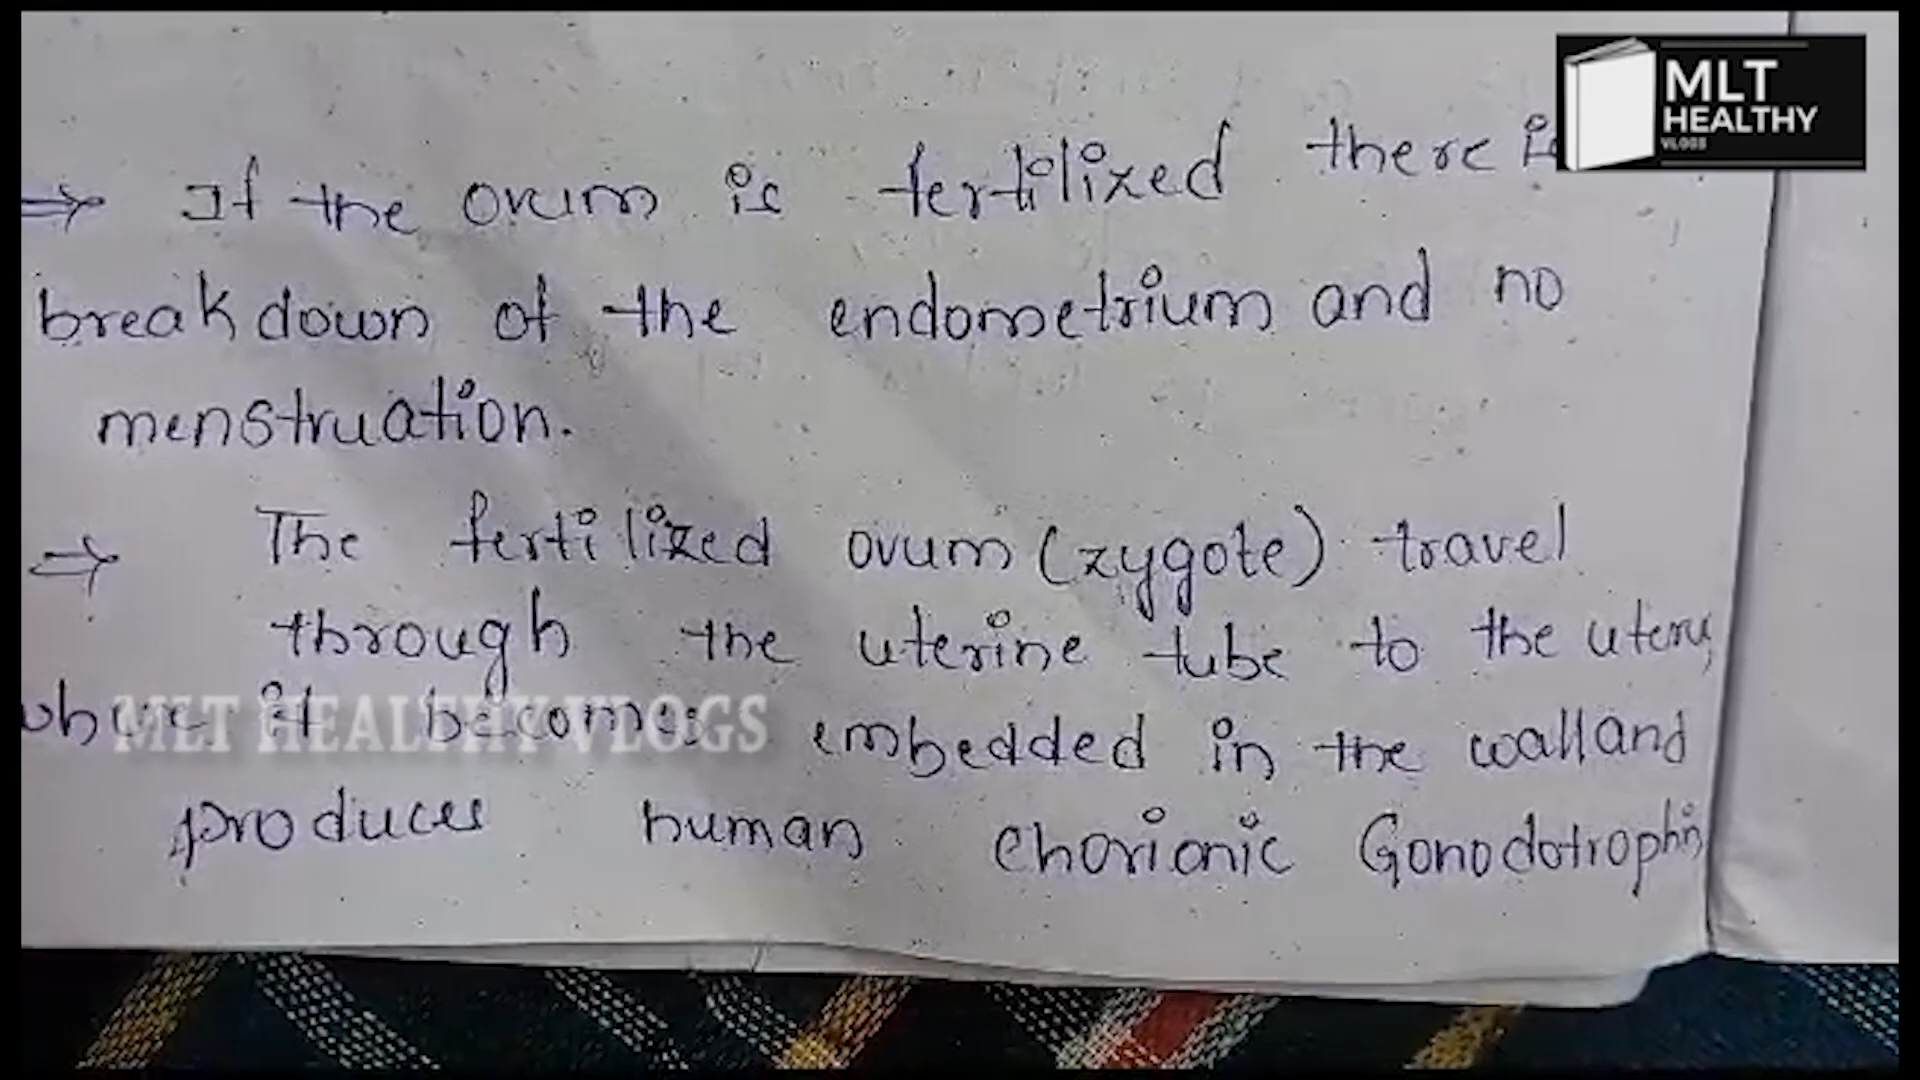 MLT
HEALTHY
VLOGS
⇒ If the ovum is fertilized there is
breakdown of the endometrium and no
menstruation.
⇒ The fertilized ovum (zygote) travel
through the uterine tube to the uterus
where it becomes embedded in the wall and
MLT HEALTHY VLOGS
produces human chorionic Gonodotrophin